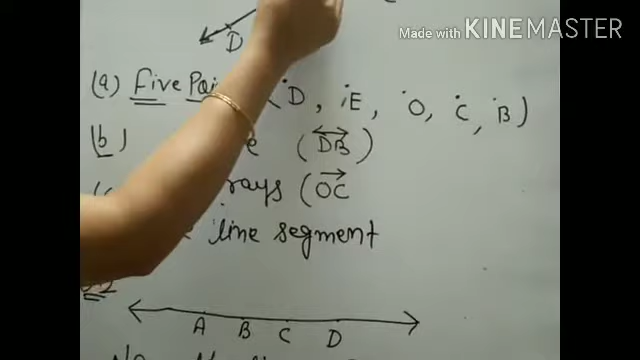 Made with KINEMASTER
D
(a) Five Poi (D, E, O, C, B)
(b) e (DB)
rays (OC
line segment
A B C D